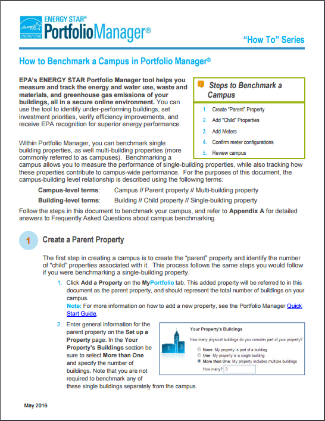 ENERGY STAR®
PortfolioManager®
"How To" Series
How to Benchmark a Campus in Portfolio Manager®
EPA's ENERGY STAR Portfolio Manager tool helps you
measure and track the energy and water use, waste and
materials, and greenhouse gas emissions of your
buildings, all in a secure online environment. You can
use the tool to identify under-performing buildings, set
investment priorities, verify efficiency improvements, and
receive EPA recognition for superior energy performance.
Steps to Benchmark a
Campus
1. Create "Parent" Property
2. Add "Child" Properties
3. Add Meters
4. Confirm meter configurations
5. Review campus
Within Portfolio Manager, you can benchmark single
building properties, as well multi-building properties (more
commonly referred to as campuses). Benchmarking a
campus allows you to measure the performance of single-building properties, while also tracking how
these properties contribute to campus-wide performance. For the purposes of this document, the
campus-building level relationship is described using the following terms:
Campus-level terms: Campus // Parent property // Multi-building property
Building-level terms: Building // Child property // Single-building property
Follow the steps in this document to benchmark your campus, and refer to Appendix A for detailed
answers to Frequently Asked Questions about campus benchmarking.
1 Create a Parent Property
The first step in creating a campus is to create the "parent" property and identify the number
of "child" properties associated with it. This process follows the same steps you would follow
if you were benchmarking a single-building property.
1. Click Add a Property on the MyPortfolio tab. This added property will be referred to in this
document as the parent property, and should represent the total number of buildings on your
campus.
Note: For more information on how to add a new property, see the Portfolio Manager Quick
Start Guide.
2. Enter general information for the
parent property on the Set up a
Property page. In the Your
Property's Buildings section be
sure to select More than One
and specify the number of
buildings. Note that you are not
required to benchmark any of
these single buildings separately from the campus.
Your Property's Buildings
How many physical buildings do you consider part of your property?
None: My property is part of a building
One: My property is a single building
More than One: My property includes multiple buildings
How many? 3
May 2016